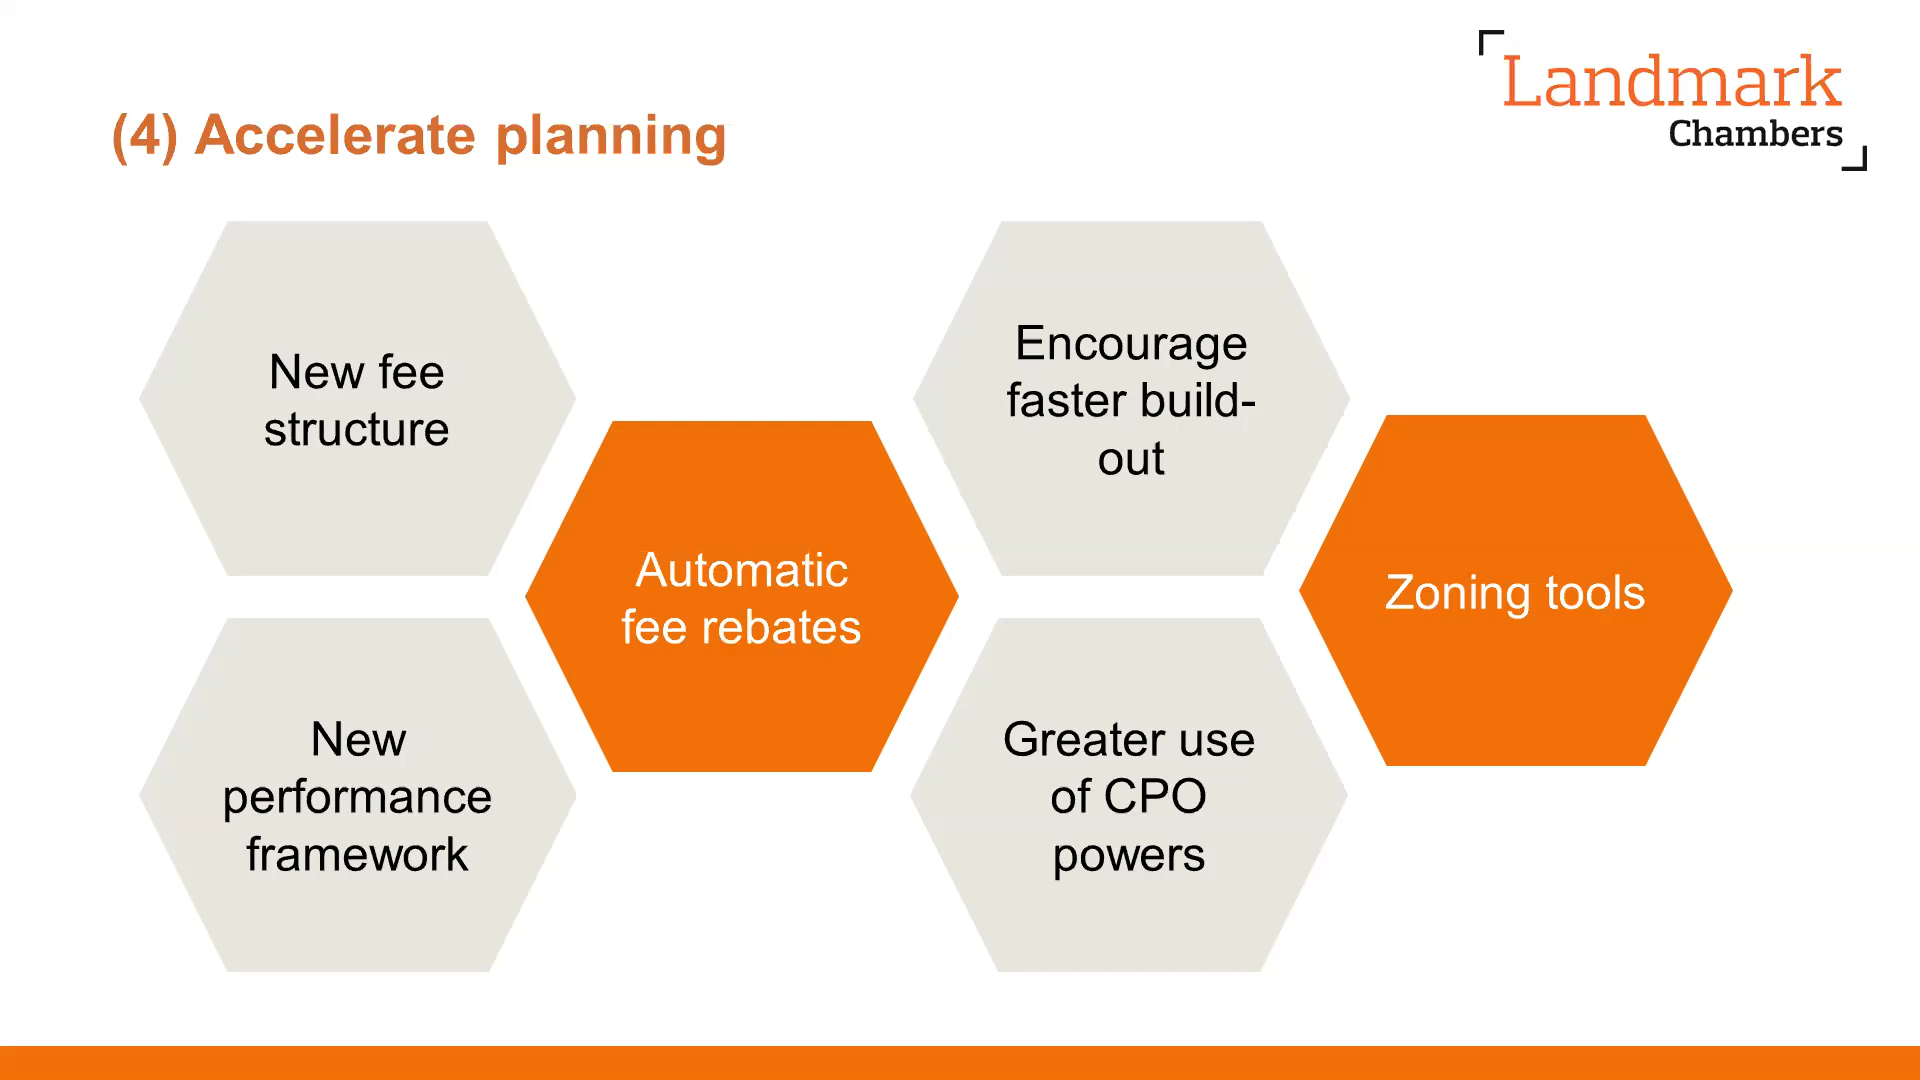 Landmark
Chambers
(4) Accelerate planning
New fee
structure
Encourage
faster build-
out
Automatic
fee rebates
Zoning tools
New
performance
framework
Greater use
of CPO
powers